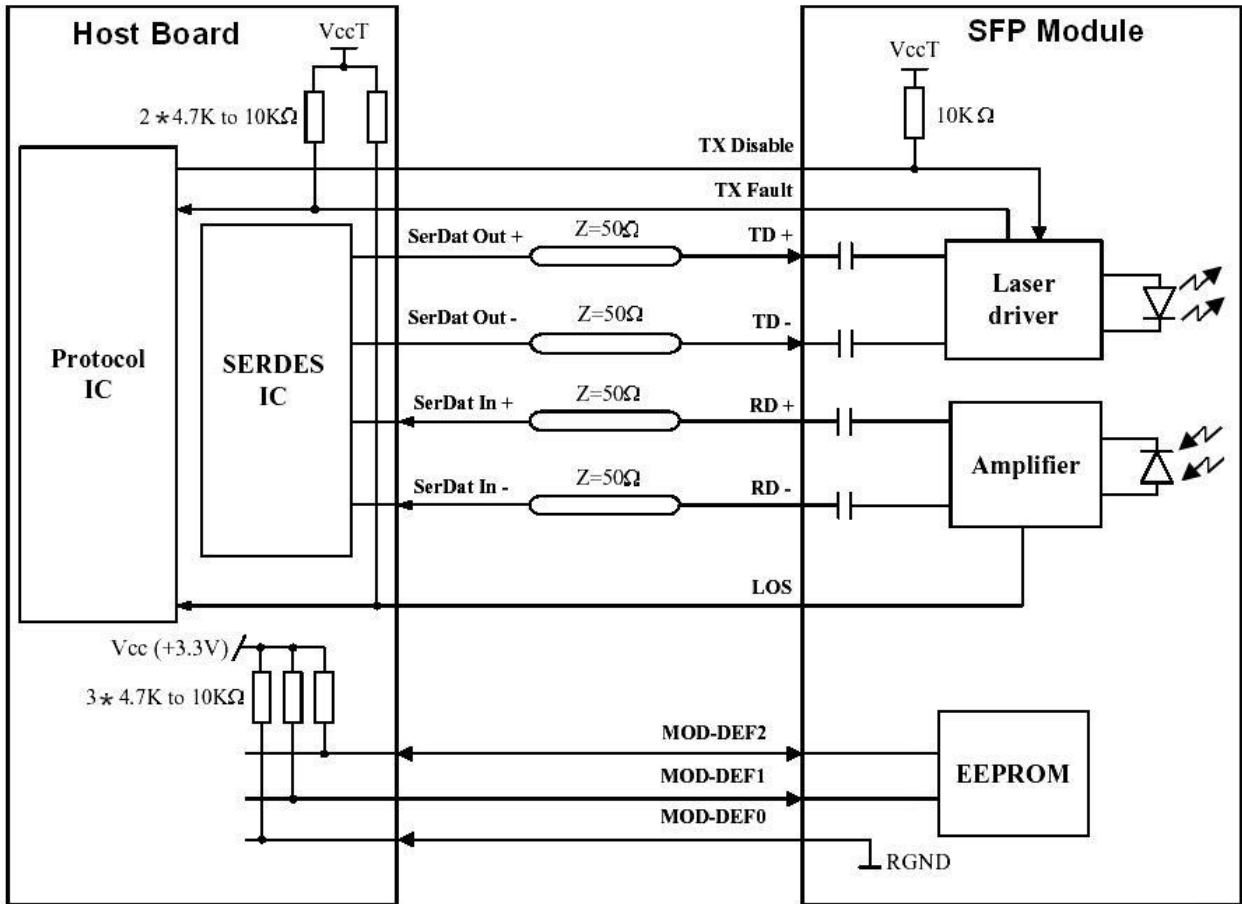 Host Board
SFP Module
VccT
VccT
2*4.7K to 10KΩ
10KΩ
TX Disable
TX Fault
SerDat Out +
Z=50Ω
TD +
SerDat Out -
Z=50Ω
TD -
Laser
driver
Protocol
IC
SERDES
IC
SerDat In +
Z=50Ω
RD +
SerDat In -
Z=50Ω
RD -
Amplifier
LOS
Vcc (+3.3V)
3*4.7K to 10KΩ
MOD-DEF2
MOD-DEF1
MOD-DEF0
EEPROM
RGND